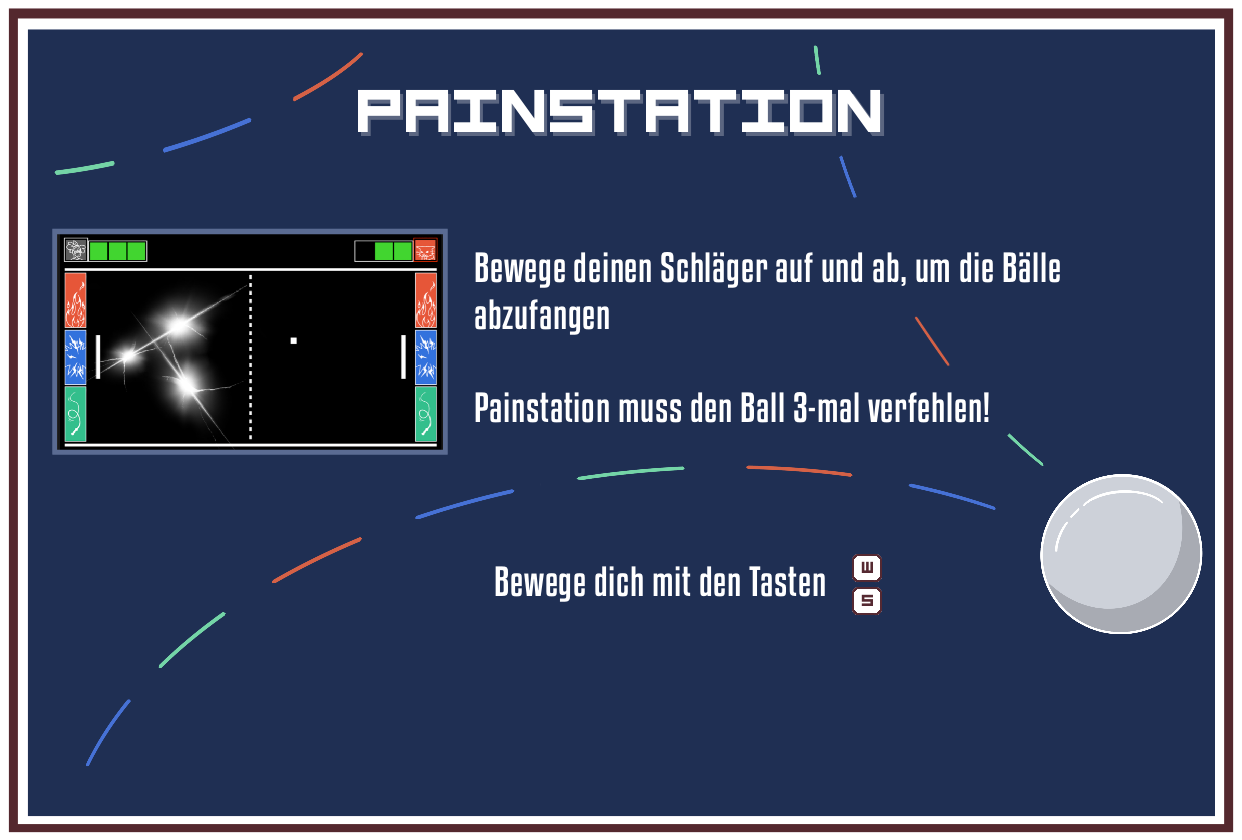 PAINSTATION
Bewege deinen Schläger auf und ab, um die Bälle
abzufangen
Painstation muss den Ball 3-mal verfehlen!
Bewege dich mit den Tasten
W
S